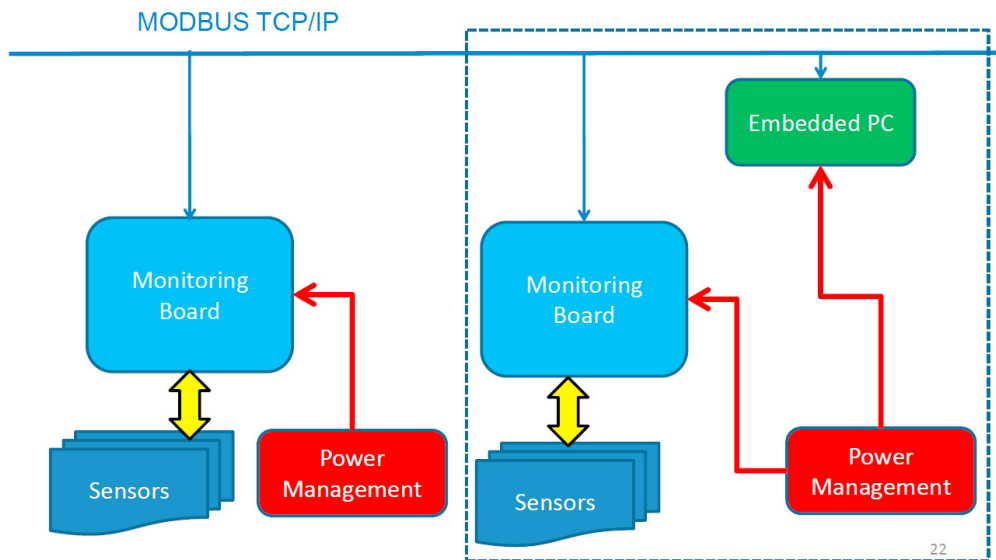 MODBUS TCP/IP
Embedded PC
Monitoring
Board
Monitoring
Board
Sensors
Power
Management
Sensors
Power
Management
22